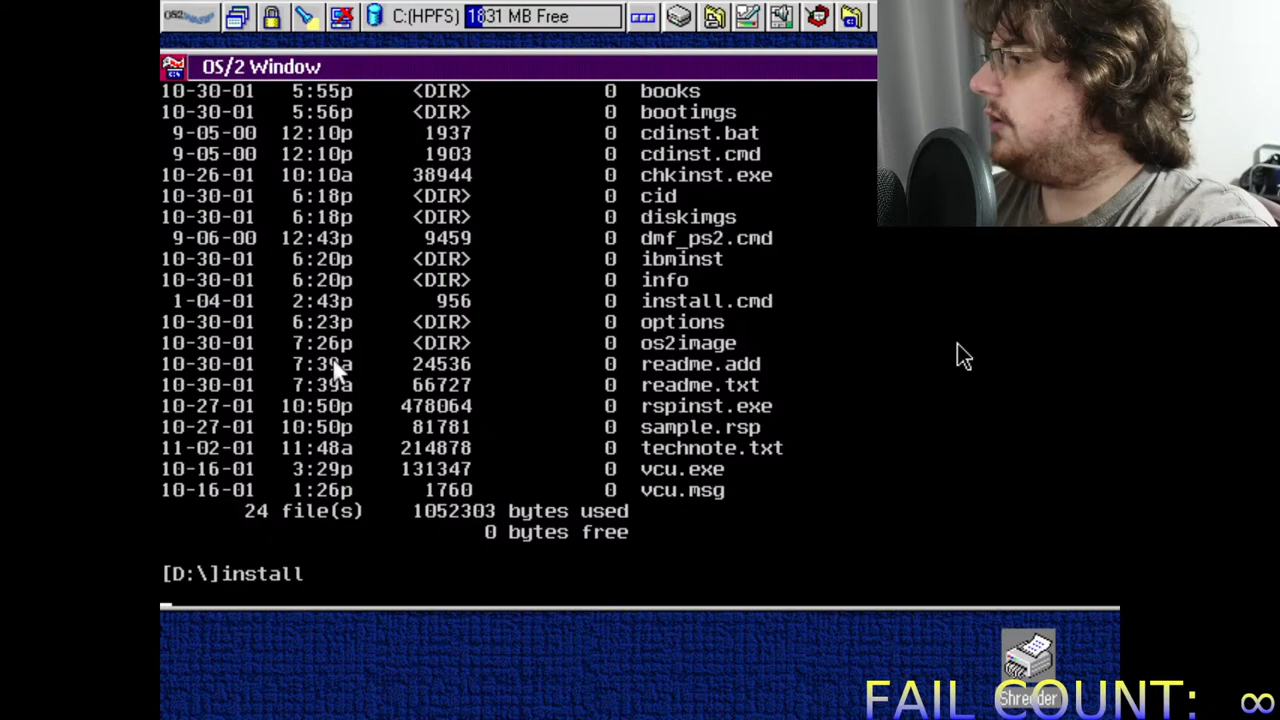 OS2 C:(HPFS) 1831 MB Free
OS/2 Window
10-30-01 5:55p <DIR> 0 books
10-30-01 5:56p <DIR> 0 bootimgs
9-05-00 12:10p 1937 0 cdinst.bat
9-05-00 12:10p 1903 0 cdinst.cmd
10-26-01 10:10a 38944 0 chkinst.exe
10-30-01 6:18p <DIR> 0 cid
10-30-01 6:18p <DIR> 0 diskimgs
9-06-00 12:43p 9459 0 dmf_ps2.cmd
10-30-01 6:20p <DIR> 0 ibminst
10-30-01 6:20p <DIR> 0 info
1-04-01 2:43p 956 0 install.cmd
10-30-01 6:23p <DIR> 0 options
10-30-01 7:26p <DIR> 0 os2image
10-30-01 7:39a 24536 0 readme.add
10-30-01 7:39a 66727 0 readme.txt
10-27-01 10:50p 478064 0 rspinst.exe
10-27-01 10:50p 81781 0 sample.rsp
11-02-01 11:48a 214878 0 technote.txt
10-16-01 3:29p 131347 0 vcu.exe
10-16-01 1:26p 1760 0 vcu.msg
24 file(s) 1052303 bytes used
0 bytes free
[D:\]install
Shredder
FAIL COUNT: ∞